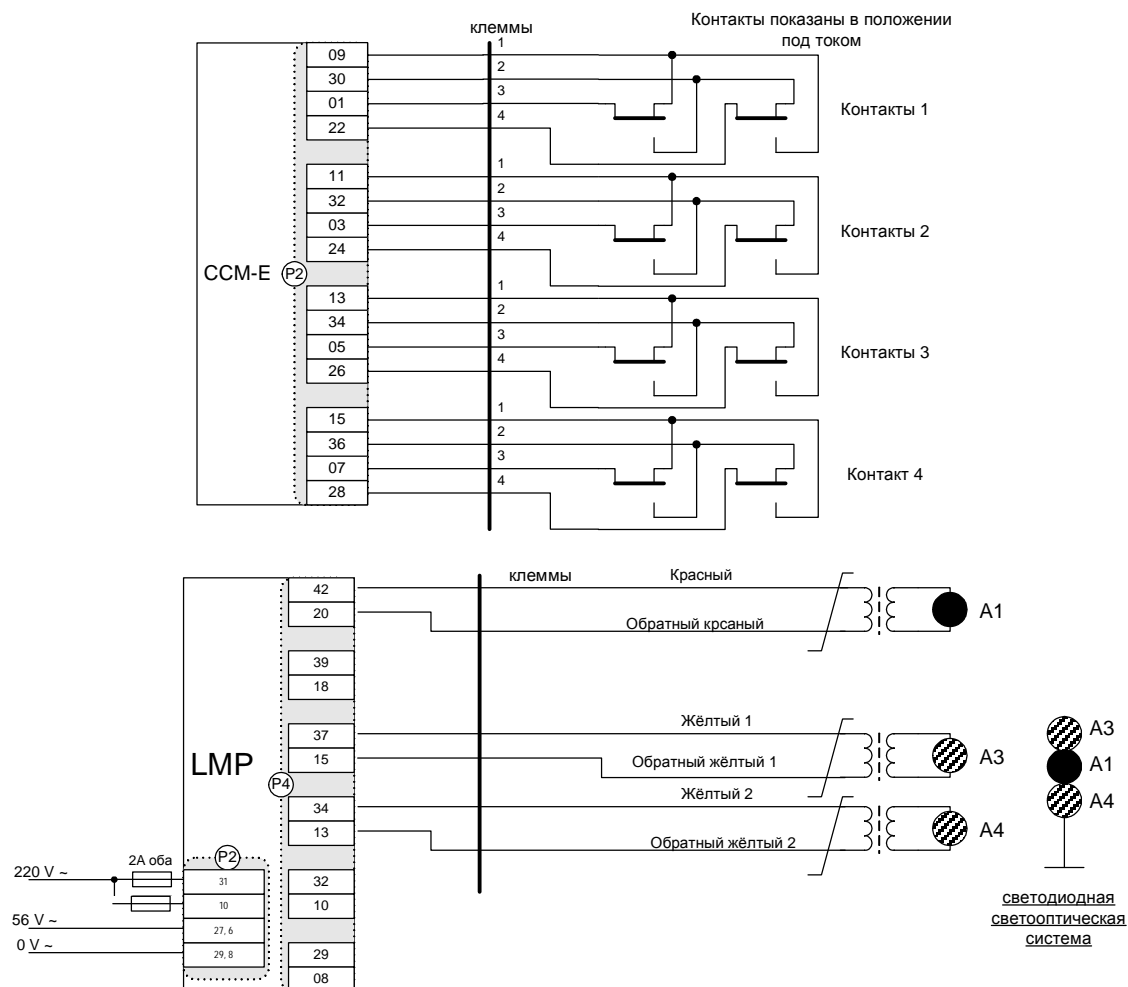 клеммы
Контакты показаны в положении
под током
09
30
01
22
1
2
3
4
Контакты 1
11
32
03
24
1
2
3
4
Контакты 2
CCM-E
P2
13
34
05
26
1
2
3
4
Контакты 3
15
36
07
28
1
2
3
4
Контакт 4
клеммы
42
20
Красный
Обратный крсаный
A1
39
18
LMP
P4
37
15
Жёлтый 1
Обратный жёлтый 1
A3
34
13
Жёлтый 2
Обратный жёлтый 2
A4
A3
A1
A4
светодиодная
светооптическая
система
32
10
29
08
P2
220 V ~
2A оба
31
10
56 V ~
27, 6
0 V ~
29, 8